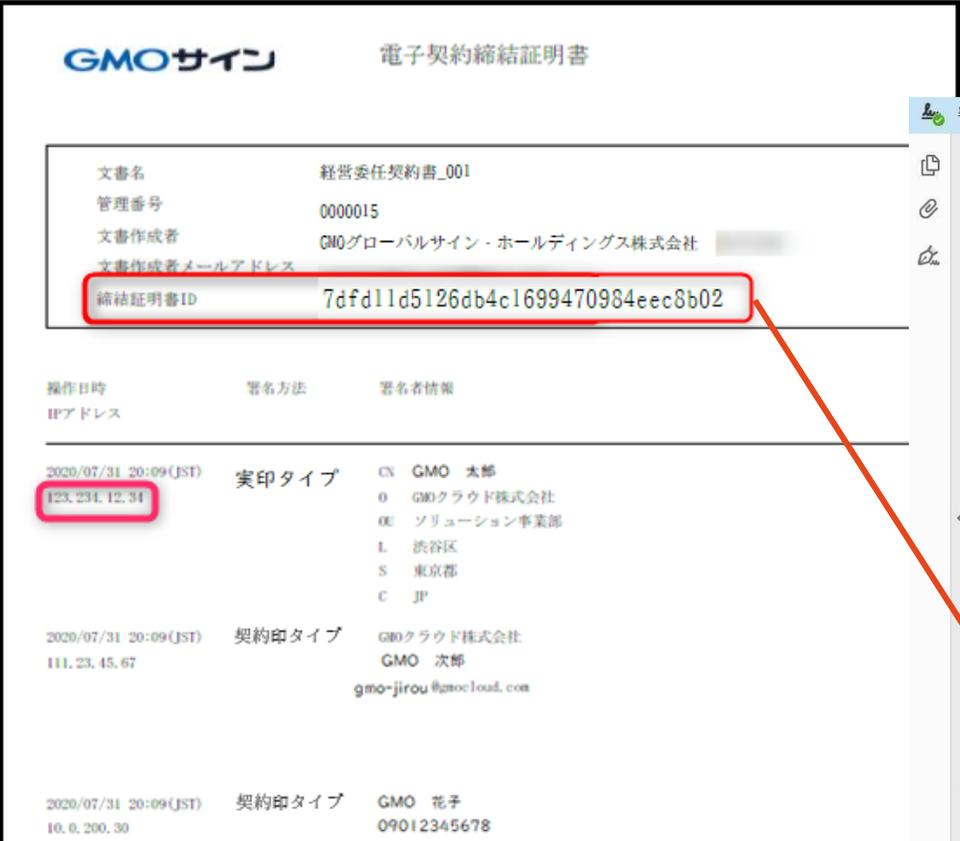 GMOサイン 電子契約締結証明書
文書名 経営委任契約書_001
管理番号 0000015
文書作成者 GMOグローバルサイン・ホールディングス株式会社
文書作成者メールアドレス
締結証明書ID 7dfd11d5126db4c1699470984eec8b02
操作日時 署名方法 署名者情報
IPアドレス
2020/07/31 20:09(JST) 実印タイプ CN GMO 太郎
123.234.12.34 O GMOクラウド株式会社
OU ソリューション事業部
L 渋谷区
S 東京都
C JP
2020/07/31 20:09(JST) 契約印タイプ GMOクラウド株式会社
111.23.45.67 GMO 次郎
gmo-jirou@gmocloud.com
2020/07/31 20:09(JST) 契約印タイプ GMO 花子
10.0.200.30 09012345678